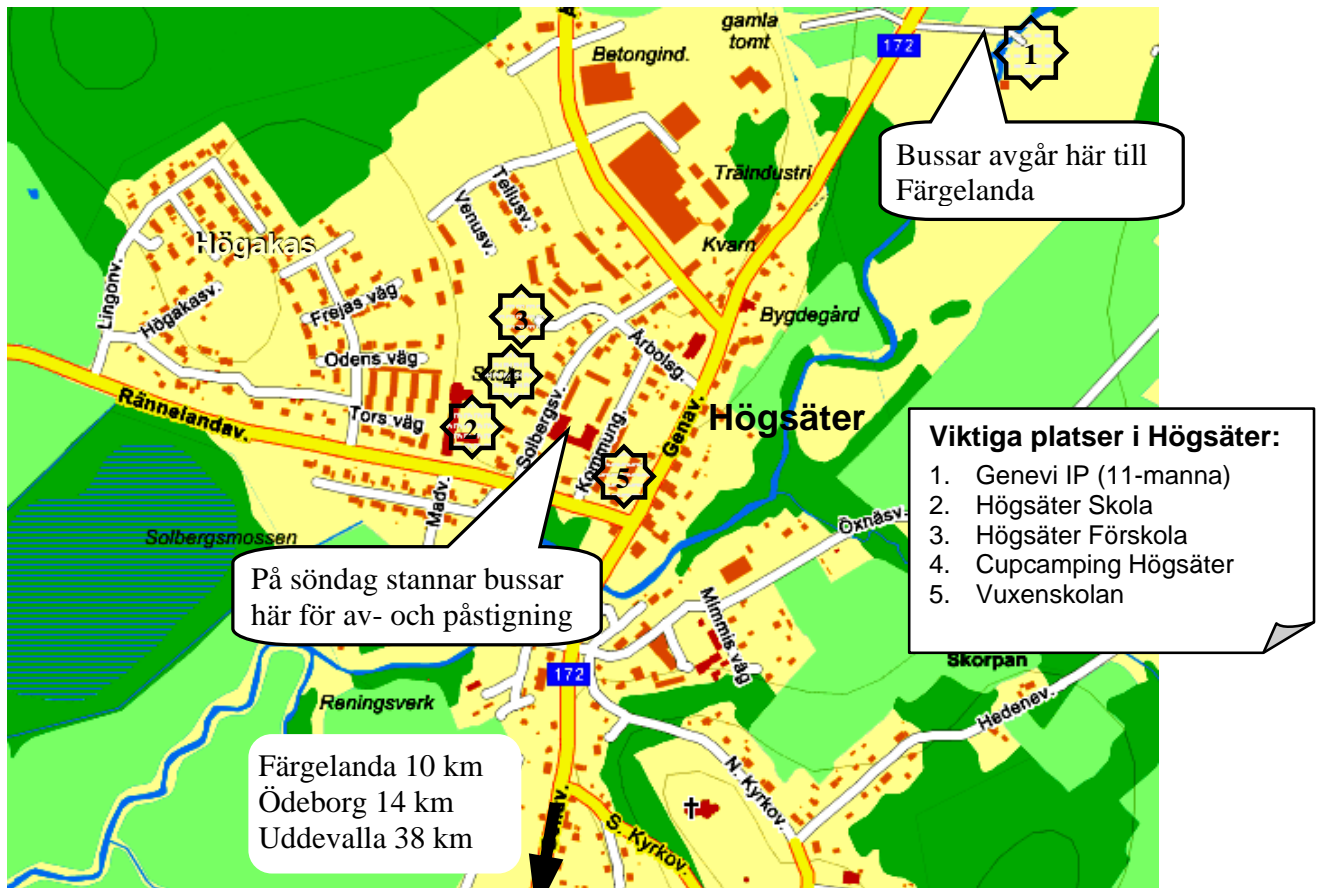 gamla
tomt
172
1
Betongind.
Bussar avgår här till
Färgelanda
Träindustri
Tellusv.
Venusv.
Kvarn
Högakas
Lingonv.
Högakasv.
Frejas väg
3
Bygdegård
Odens väg
Skola
4
Årbolsg.
Rännelandav.
Tors väg
2
Solbergsv.
Kommung.
Genav.
Högsäter
5
Madv.
Solbergsmossen
Viktiga platser i Högsäter:
1. Genevi IP (11-manna)
2. Högsäter Skola
3. Högsäter Förskola
4. Cupcamping Högsäter
5. Vuxenskolan
Öxnäsv.
På söndag stannar bussar
här för av- och påstigning
Mimmis väg
172
Skorpan
Reningsverk
Hedenev.
Färgelanda 10 km
Ödeborg 14 km
Uddevalla 38 km
N. Kyrkov.
S. Kyrkov.